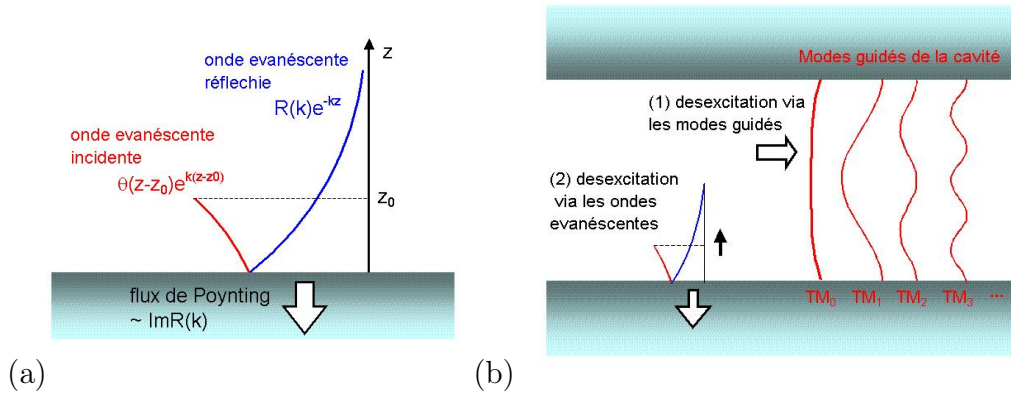 onde evanéscente
réflechie
R(k)e^-kz
z
onde evanéscente
incidente
θ(z-z₀)e^k(z-z0)
z₀
flux de Poynting
~ ImR(k)
(a)
Modes guidés de la cavité
(1) desexcitation via
les modes guidés
(2) desexcitation
via les ondes
evanéscentes
TM₀ TM₁ TM₂ TM₃ ...
(b)